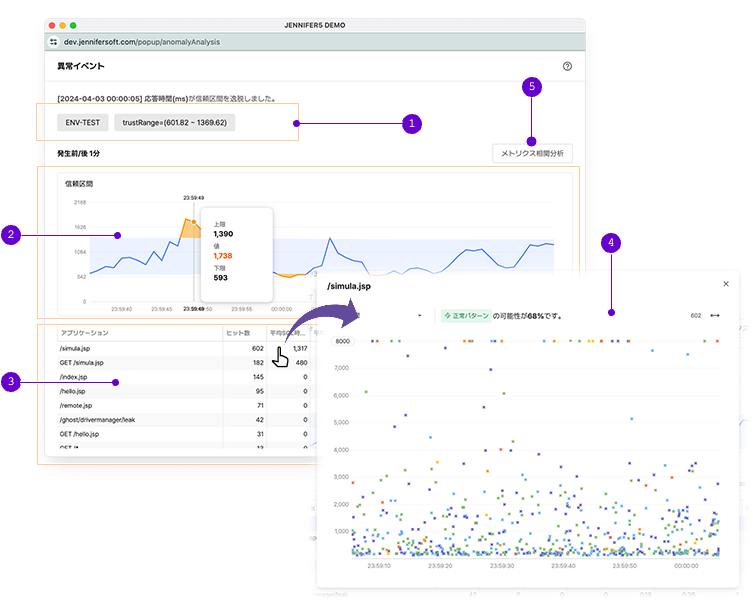 JENNIFER5 DEMO
dev.jennifersoft.com/popup/anomalyAnalysis
異常イベント
[2024-04-03 00:00:05] 応答時間(ms)が信頼区間を逸脱しました。
ENV-TEST
trustRange=(601.82 ~ 1369.62)
1
5
発生前/後 1分
メトリクス相関分析
信頼区間
23:59:49
2168
1626
1084
542
0
上限
1,390
値
1,738
下限
593
2
23:59:40 23:59:45 23:59:49 50 23:59:55 00:00:00
4
アプリケーション ヒット数 平均SQL時...
/simula.jsp 602 1,317
GET /simula.jsp 182 480
/index.jsp 145 0
/hello.jsp 95 0
/remote.jsp 71 0
/ghost/drivermanager/leak 42 0
GET /hello.jsp 31 0
3
/simula.jsp
正常パターン の可能性が68%です。
602
8000
7,000
6,000
5,000
4,000
3,000
2,000
1,000
23:59:10 23:59:20 23:59:30 23:59:40 23:59:50 00:00:00